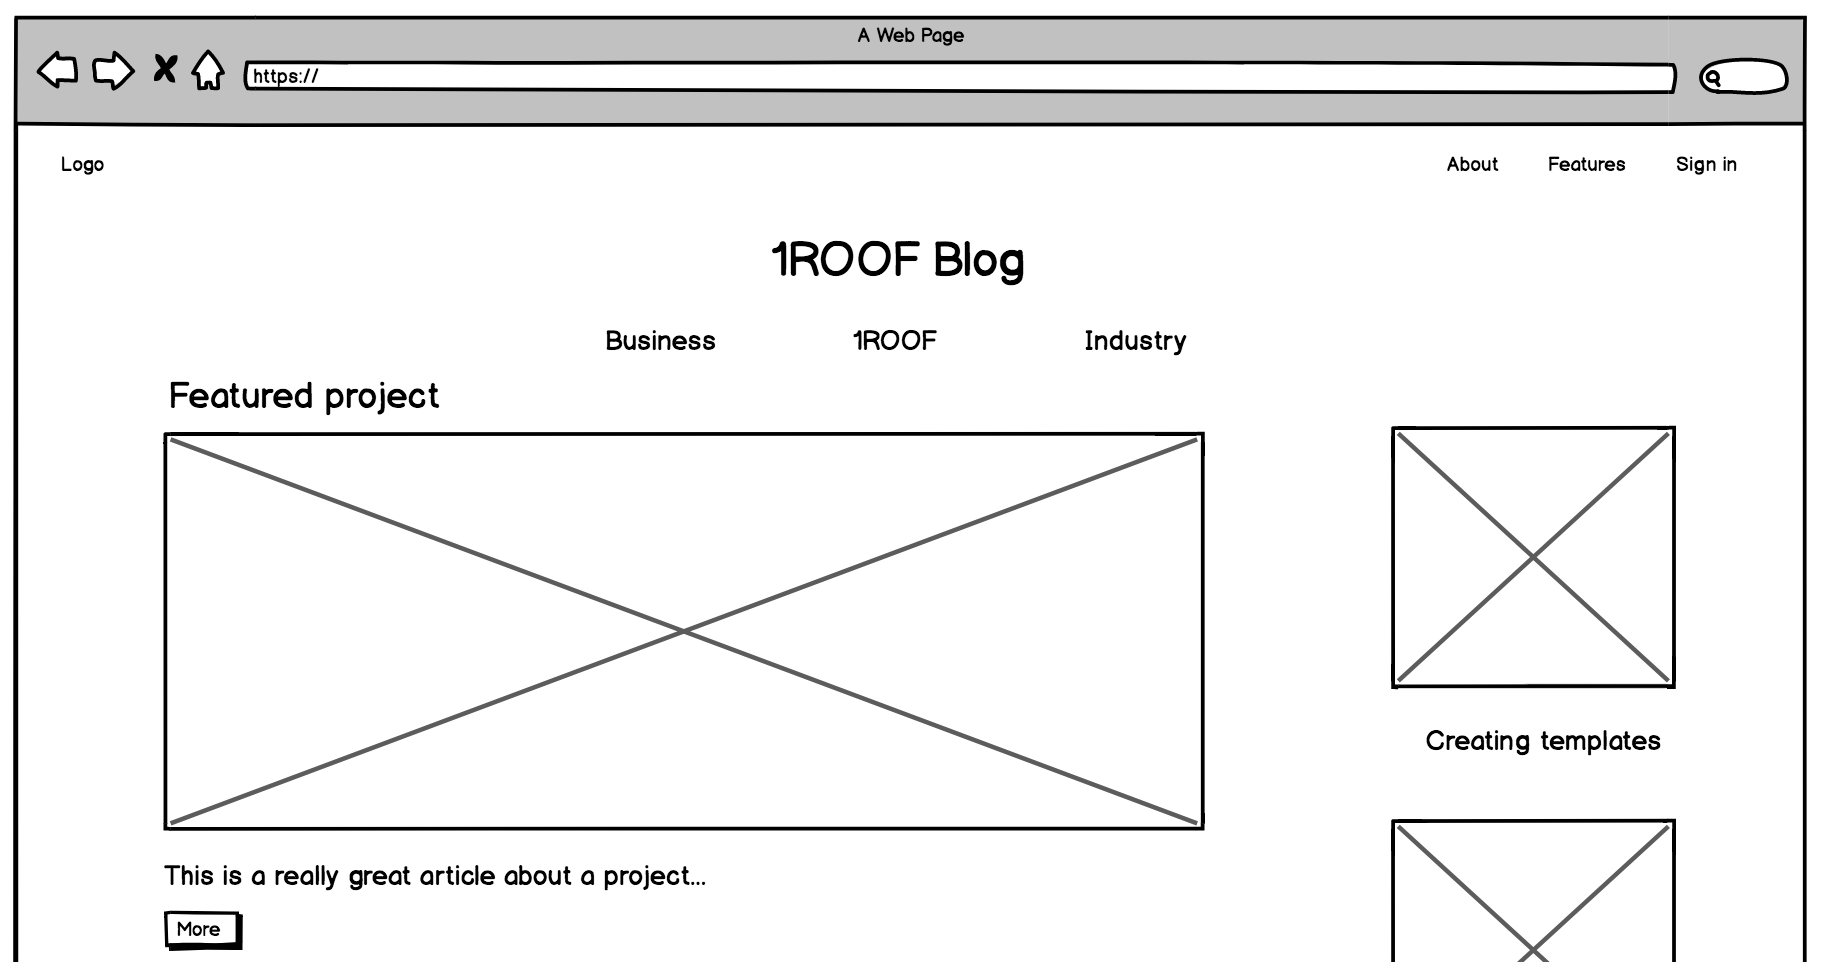 A Web Page
https://
Logo
About
Features
Sign in
1ROOF Blog
Business
1ROOF
Industry
Featured project
Creating templates
This is a really great article about a project...
More